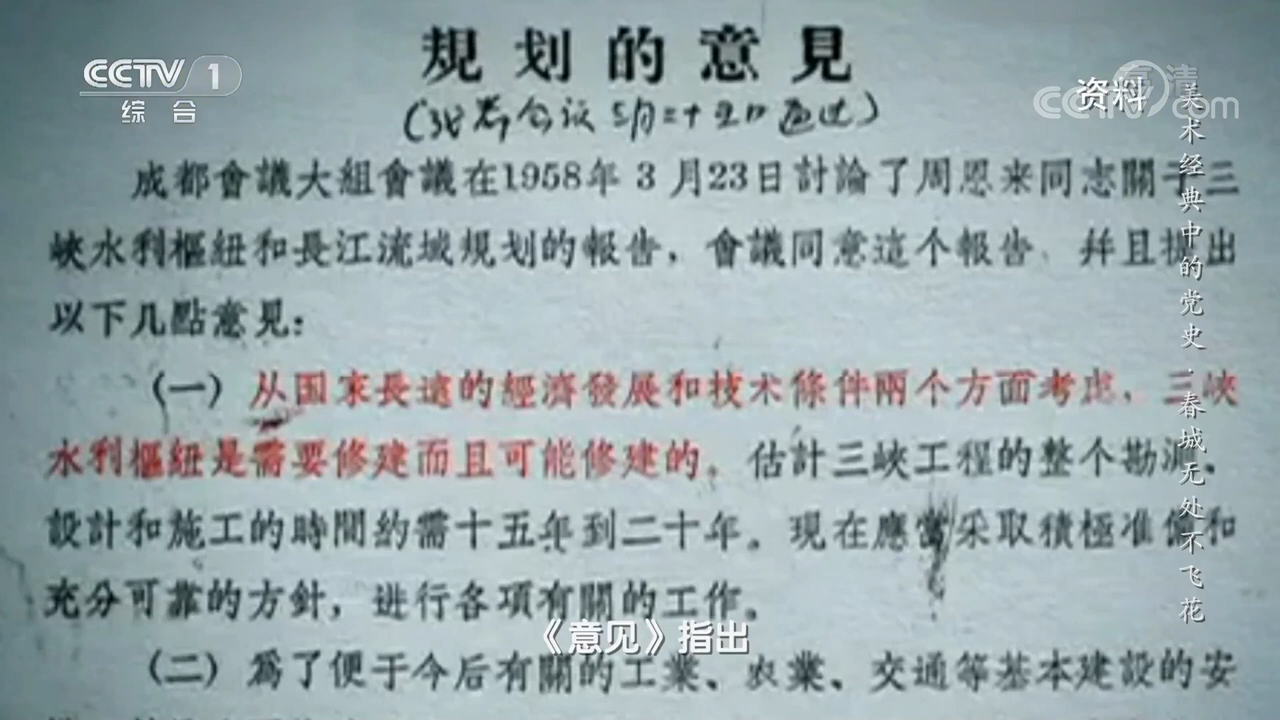 CCTV 1
综合
資料
高清
CCTV.com
美术经典中的党史·春城无处不飞花
規划的意見
成都會議大組會議在1958年3月23日討論了周恩来同志關于三
峽水利樞紐和長江流域規划的報告，會議同意這个報告 幷且提出
以下几點意見：
（一）从国家長遠的經濟發展和技术條件兩个方面考虑，三峽
水利樞紐是需要修建而且可能修建的。估計三峽工程的整个勘測、
設計和施工的時間約需十五年到二十年。現在應當采取積極准備和
充分可靠的方針，进行各項有關的工作。
《意见》指出
（二）爲了便于今后有關的工業、农業、交通等基本建設的安